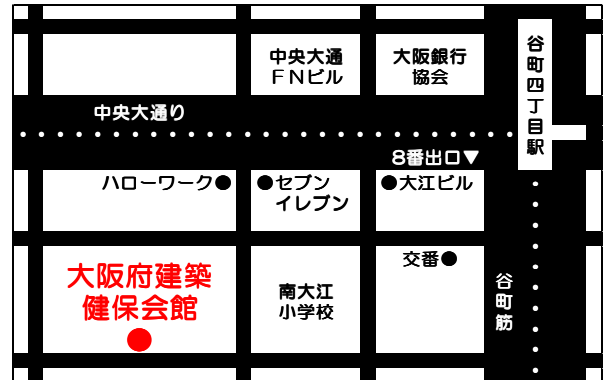 中央大通
FNビル
大阪銀行
協会
谷町四丁目駅
中央大通り
8番出口▼
ハローワーク●
●セブン
イレブン
●大江ビル
交番●
大阪府建築
健保会館
南大江
小学校
谷町筋